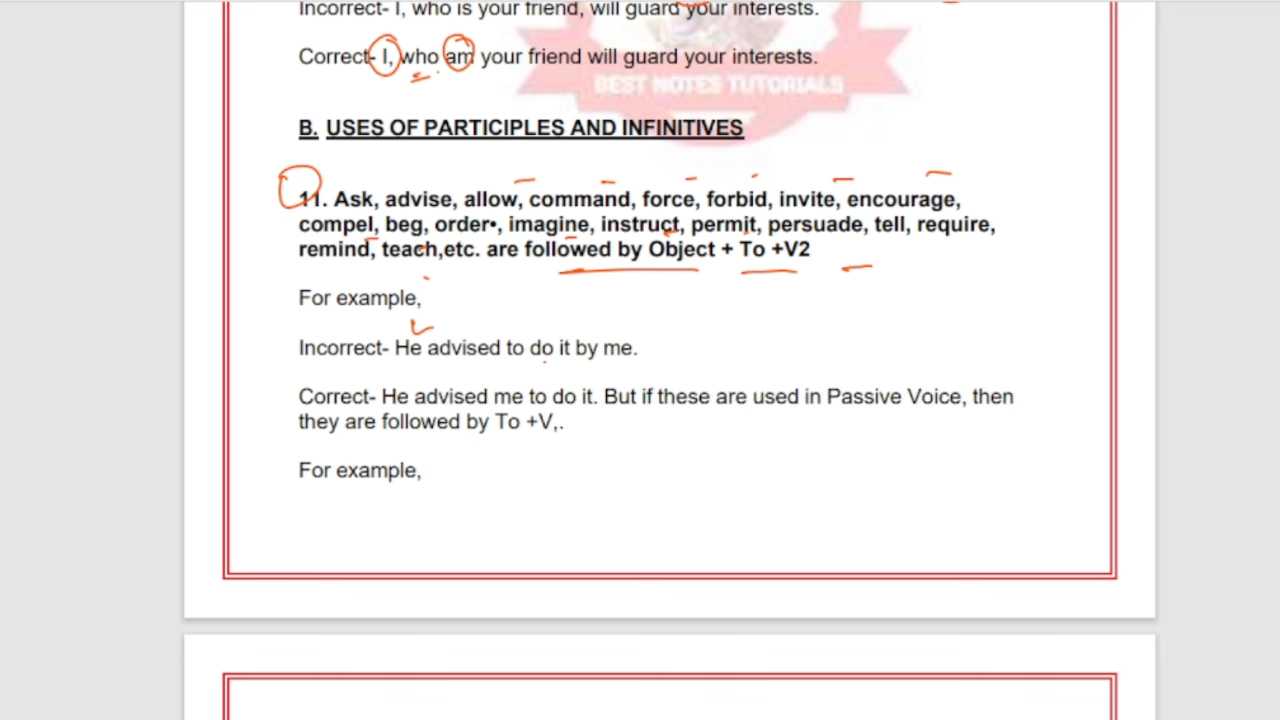 Incorrect- I, who is your friend, will guard your interests.
Correct- I, who am your friend will guard your interests.
BEST NOTES TUTORIALS
B. USES OF PARTICIPLES AND INFINITIVES
11. Ask, advise, allow, command, force, forbid, invite, encourage,
compel, beg, order•, imagine, instruct, permit, persuade, tell, require,
remind, teach,etc. are followed by Object + To +V2
For example,
Incorrect- He advised to do it by me.
Correct- He advised me to do it. But if these are used in Passive Voice, then
they are followed by To +V,.
For example,